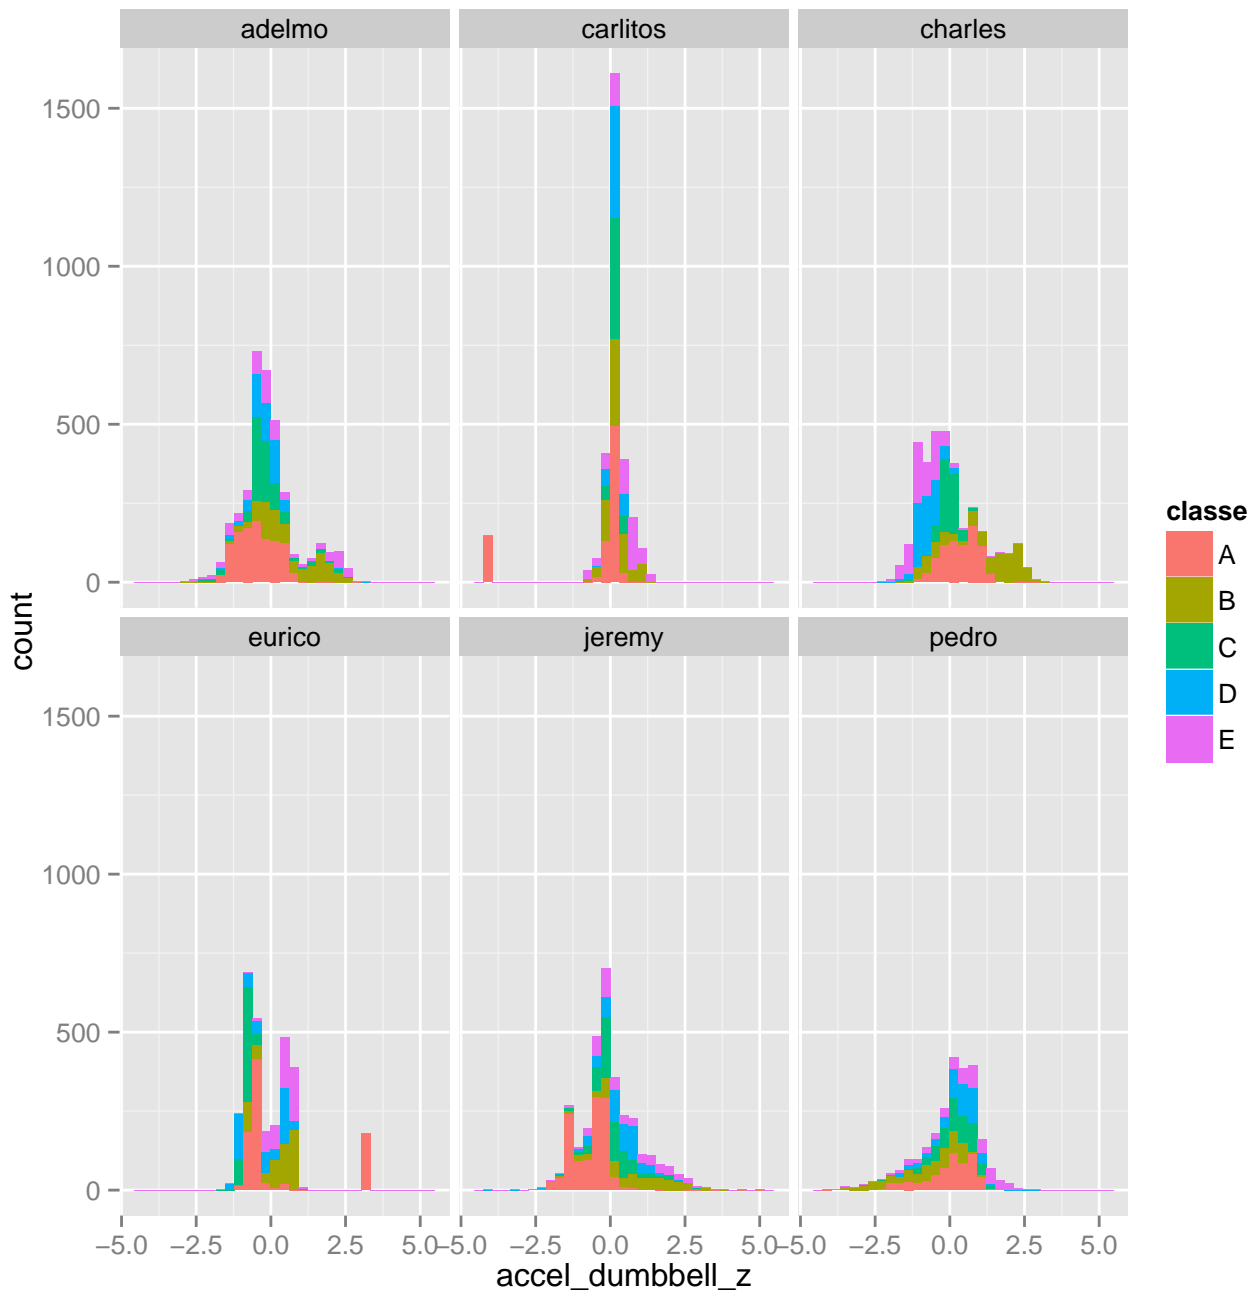 adelmo carlitos charles
1500
1000
500
0
eurico jeremy pedro
1500
1000
500
0
−5.0 −2.5 0.0 2.5 5.0 −5.0 −2.5 0.0 2.5 5.0 −5.0 −2.5 0.0 2.5 5.0
accel_dumbbell_z
count
classe
A
B
C
D
E